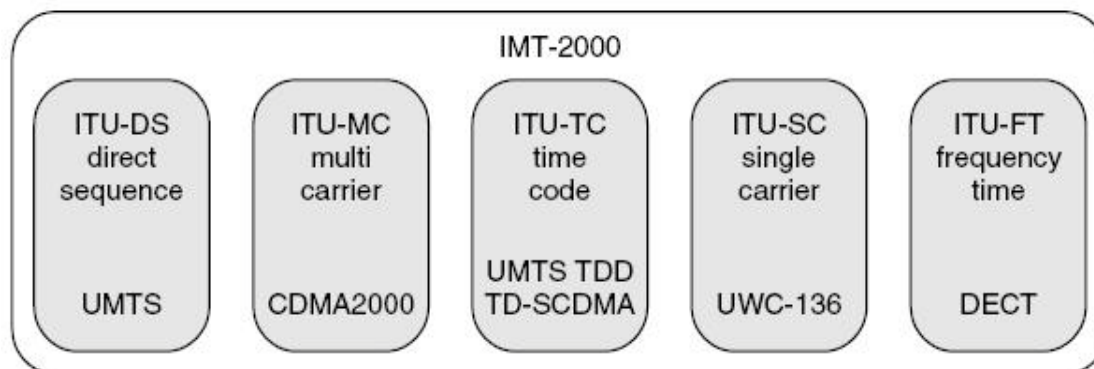 IMT-2000
ITU-DS
direct
sequence
UMTS
ITU-MC
multi
carrier
CDMA2000
ITU-TC
time
code
UMTS TDD
TD-SCDMA
ITU-SC
single
carrier
UWC-136
ITU-FT
frequency
time
DECT